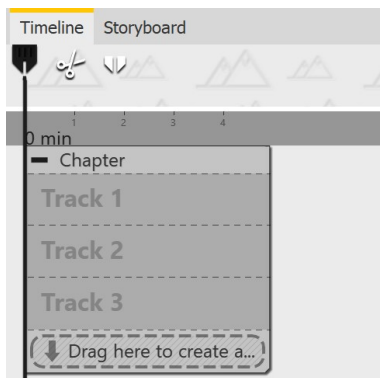 Timeline Storyboard
1 2 3 4
0 min
Chapter
Track 1
Track 2
Track 3
Drag here to create a...